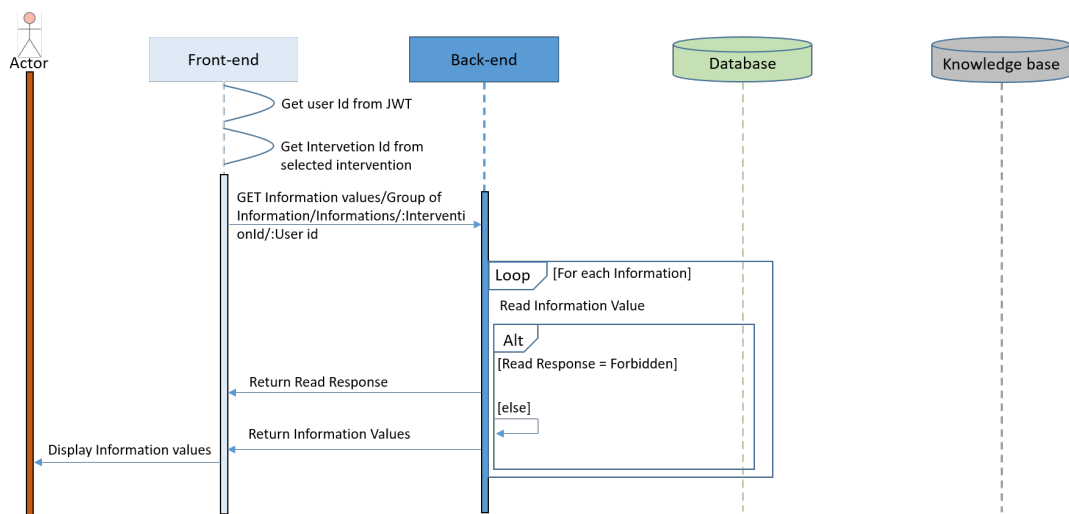 Actor
Front-end
Back-end
Database
Knowledge base
Get user Id from JWT
Get Intervetion Id from
selected intervention
GET Information values/Group of
Information/Informations/:Interventi
onId/:User id
Loop
[For each Information]
Read Information Value
Alt
[Read Response = Forbidden]
Return Read Response
[else]
Return Information Values
Display Information values